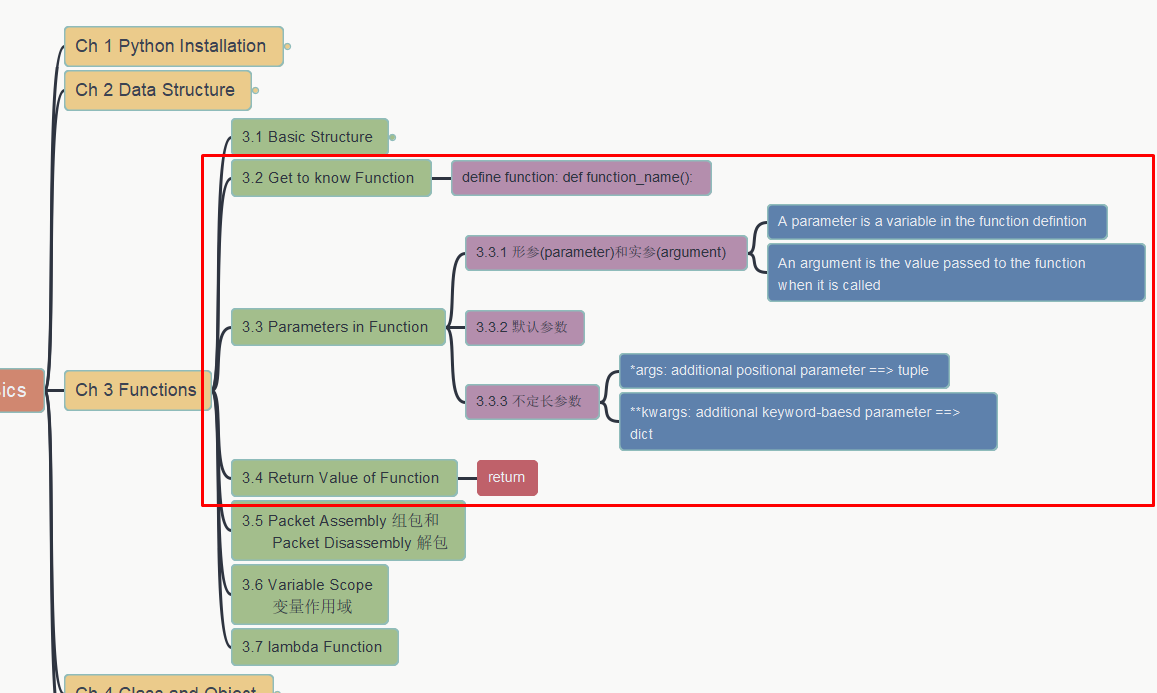 Ch 1 Python Installation
Ch 2 Data Structure
3.1 Basic Structure
3.2 Get to know Function
define function: def function_name():
3.3 Parameters in Function
3.3.1 形参(parameter)和实参(argument)
A parameter is a variable in the function defintion
An argument is the value passed to the function
when it is called
3.3.2 默认参数
3.3.3 不定长参数
*args: additional positional parameter ==> tuple
**kwargs: additional keyword-baesd parameter ==>
dict
ics
Ch 3 Functions
3.4 Return Value of Function
return
3.5 Packet Assembly 组包和
Packet Disassembly 解包
3.6 Variable Scope
变量作用域
3.7 lambda Function
Ch 4 Class and Object